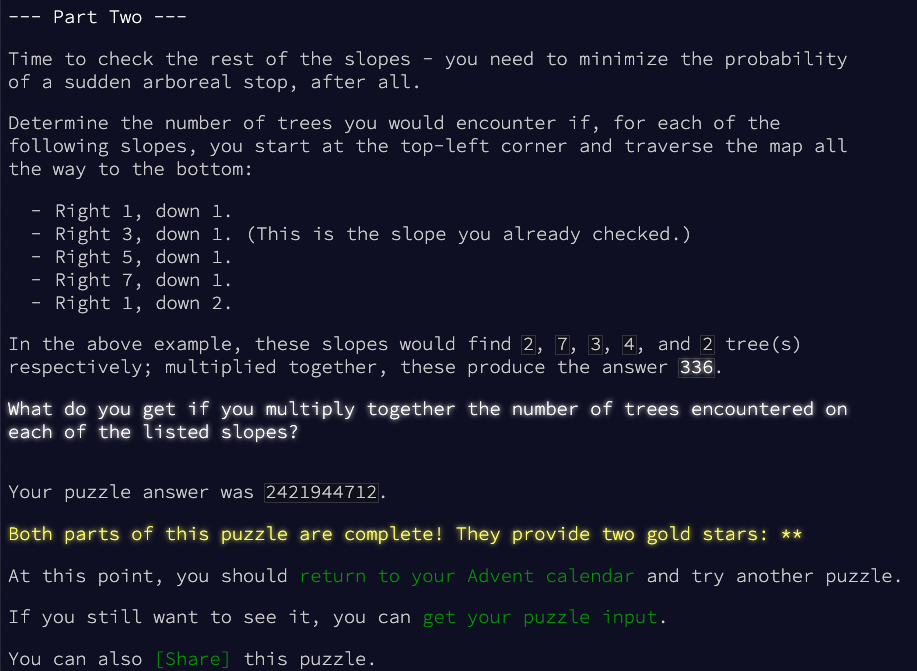 --- Part Two ---
Time to check the rest of the slopes - you need to minimize the probability
of a sudden arboreal stop, after all.
Determine the number of trees you would encounter if, for each of the
following slopes, you start at the top-left corner and traverse the map all
the way to the bottom:
- Right 1, down 1.
- Right 3, down 1. (This is the slope you already checked.)
- Right 5, down 1.
- Right 7, down 1.
- Right 1, down 2.
In the above example, these slopes would find 2, 7, 3, 4, and 2 tree(s)
respectively; multiplied together, these produce the answer 336.
What do you get if you multiply together the number of trees encountered on
each of the listed slopes?
Your puzzle answer was 2421944712.
Both parts of this puzzle are complete! They provide two gold stars: **
At this point, you should return to your Advent calendar and try another puzzle.
If you still want to see it, you can get your puzzle input.
You can also [Share] this puzzle.